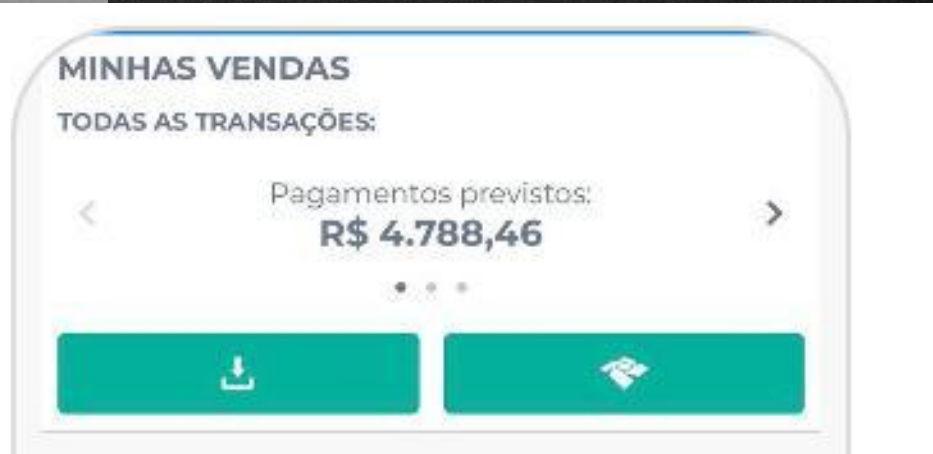 MINHAS VENDAS
TODAS AS TRANSAÇÕES:
Pagamentos previstos:
R$ 4.788,46